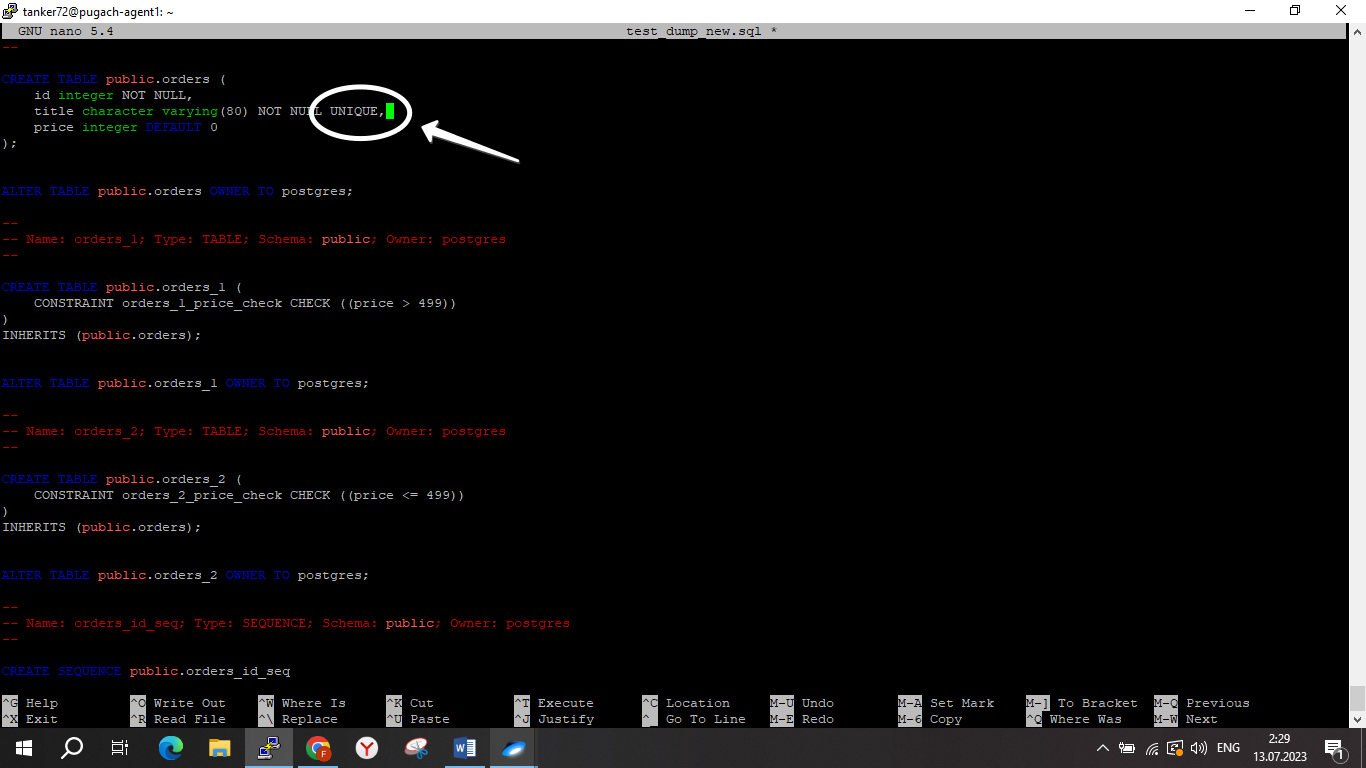 tanker72@pugach-agent1: ~
GNU nano 5.4 test_dump_new.sql *
--
CREATE TABLE public.orders (
id integer NOT NULL,
title character varying(80) NOT NULL UNIQUE,
price integer DEFAULT 0
);
ALTER TABLE public.orders OWNER TO postgres;
--
-- Name: orders_1; Type: TABLE; Schema: public; Owner: postgres
--
CREATE TABLE public.orders_1 (
CONSTRAINT orders_1_price_check CHECK ((price > 499))
)
INHERITS (public.orders);
ALTER TABLE public.orders_1 OWNER TO postgres;
--
-- Name: orders_2; Type: TABLE; Schema: public; Owner: postgres
--
CREATE TABLE public.orders_2 (
CONSTRAINT orders_2_price_check CHECK ((price <= 499))
)
INHERITS (public.orders);
ALTER TABLE public.orders_2 OWNER TO postgres;
--
-- Name: orders_id_seq; Type: SEQUENCE; Schema: public; Owner: postgres
--
CREATE SEQUENCE public.orders_id_seq
^G Help ^O Write Out ^W Where Is ^K Cut ^T Execute ^C Location M-U Undo M-A Set Mark M-] To Bracket M-Q Previous
^X Exit ^R Read File ^\ Replace ^U Paste ^J Justify ^_ Go To Line M-E Redo M-6 Copy ^Q Where Was M-W Next
ENG
2:29
13.07.2023
1